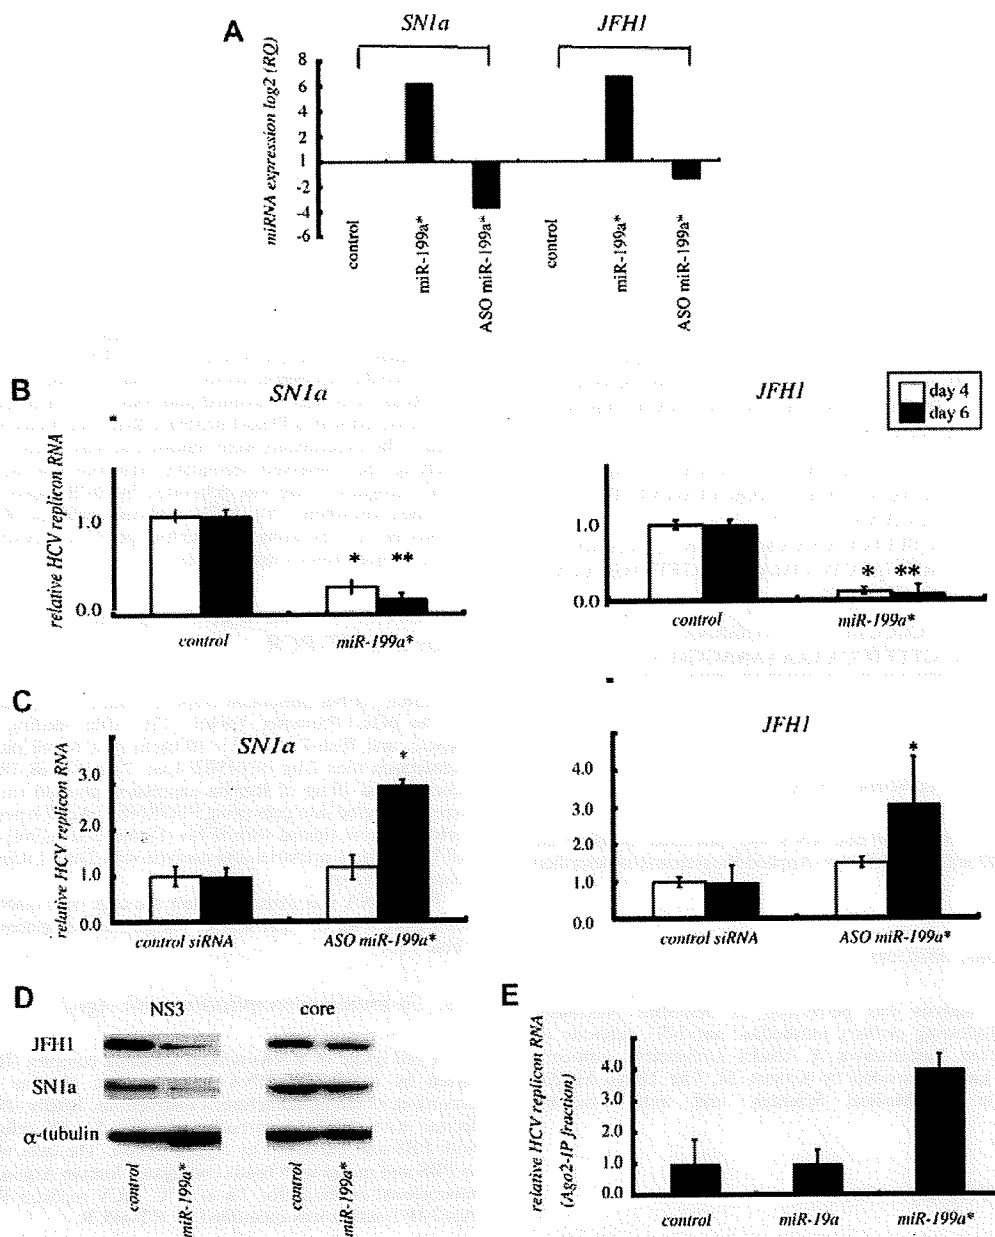 A
SN1a
JFH1
miRNA expression log2 (RQ)
8
6
4
2
1
-2
-4
-6
control
miR-199a*
ASO miR-199a*
control
miR-199a*
ASO miR-199a*
B
SN1a
JFH1
day 4
day 6
relative HCV replicon RNA
1.0
0.0
*
**
control
miR-199a*
1.0
0.0
*
**
control
miR-199a*
C
SN1a
JFH1
relative HCV replicon RNA
3.0
2.0
1.0
0.0
*
control siRNA
ASO miR-199a*
4.0
3.0
2.0
1.0
0.0
*
control siRNA
ASO miR-199a*
D
NS3
core
JFH1
SN1a
α-tubulin
control
miR-199a*
control
miR-199a*
E
relative HCV replicon RNA
(Ago2-IP fraction)
4.0
3.0
2.0
1.0
0.0
control
miR-19a
miR-199a*